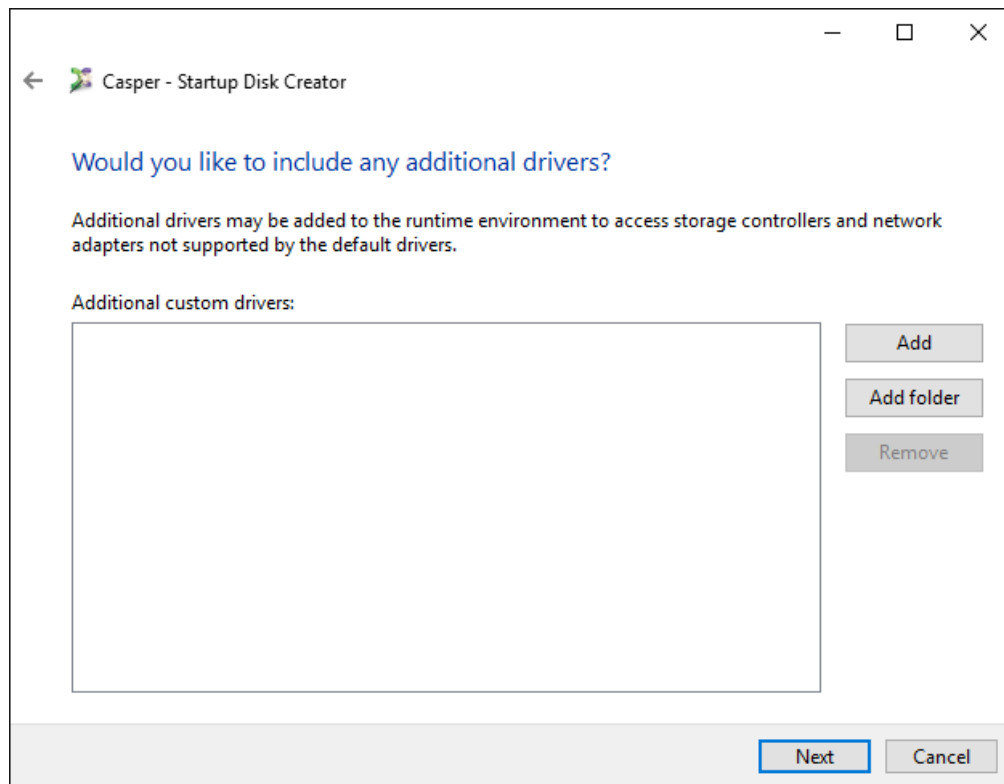 Casper - Startup Disk Creator
Would you like to include any additional drivers?
Additional drivers may be added to the runtime environment to access storage controllers and network
adapters not supported by the default drivers.
Additional custom drivers:
Add
Add folder
Remove
Next
Cancel